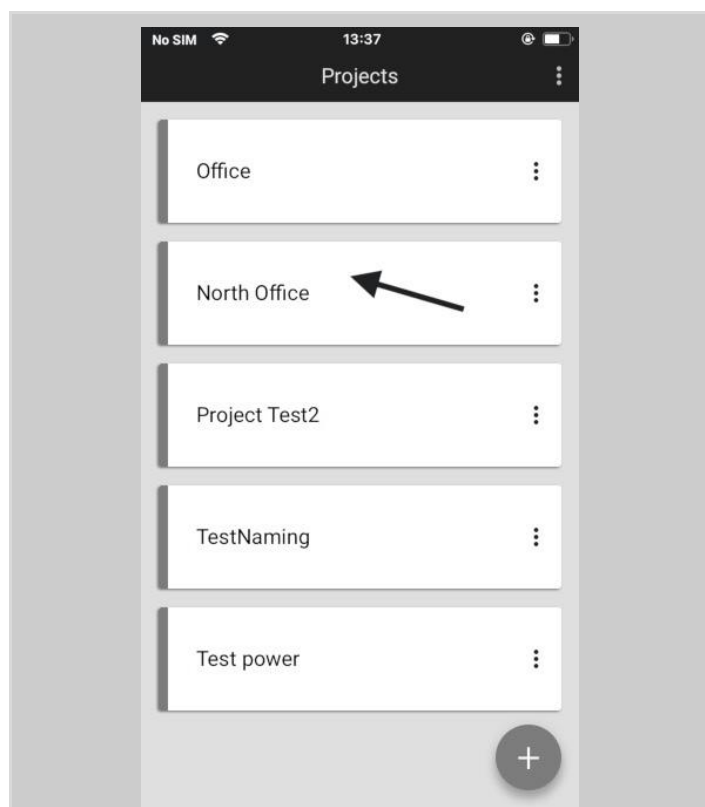 No SIM 13:37
Projects
Office
North Office
Project Test2
TestNaming
Test power
+